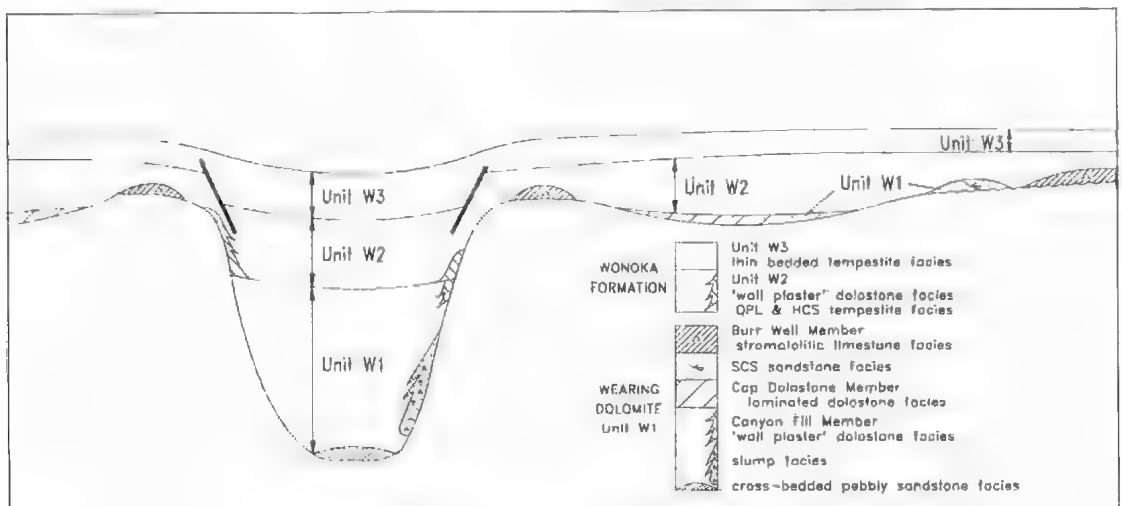 Unit W3
Unit W2
Unit W1
Unit W3
Unit W2
Unit W1
WONOKA
FORMATION
Unit W3
thin bedded tempestite facies
Unit W2
"wall plaster" dolostone facies
QPL & HCS tempestite facies
WEARING
DOLOMITE
Unit W1
Burr Well Member
stromatolitic limestone facies
SCS sandstone facies
Cap Dolostone Member
laminated dolostone facies
Canyon Fill Member
"wall plaster" dolostone facies
slump facies
cross-bedded pebbly sandstone facies